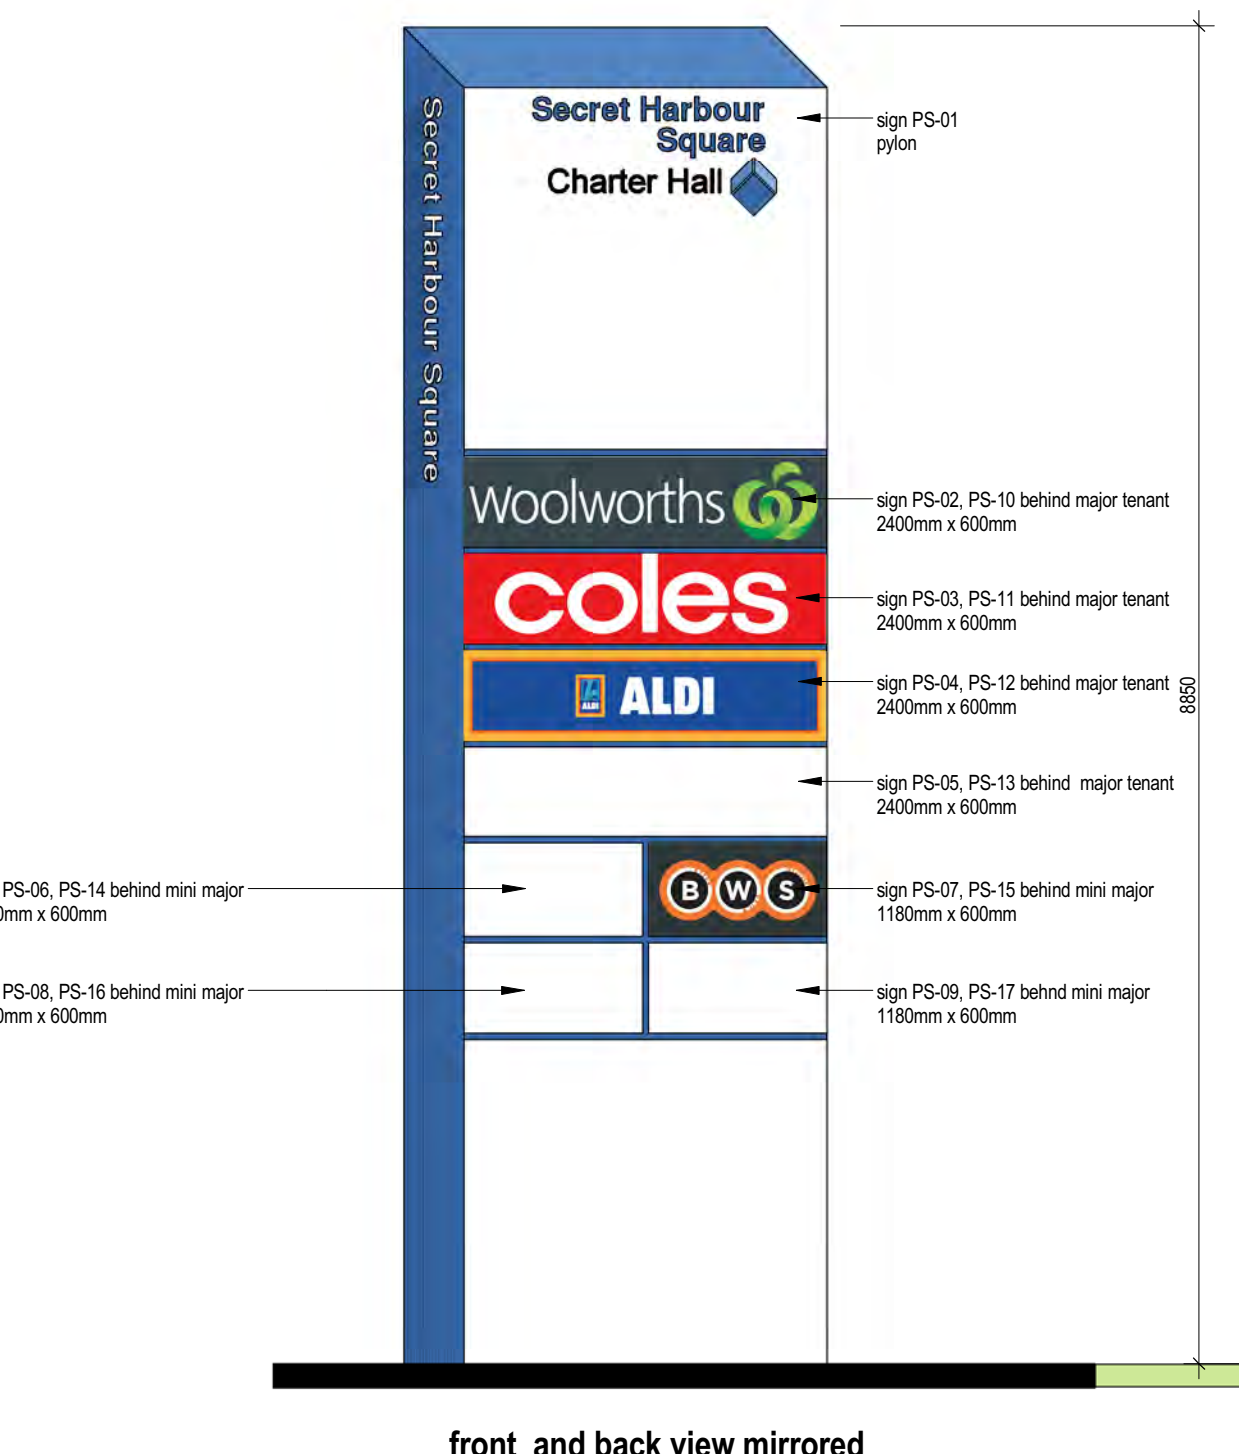 Secret Harbour
Square
Charter Hall
Secret Harbour Square
sign PS-01
pylon
Woolworths
sign PS-02, PS-10 behind major tenant
2400mm x 600mm
coles
sign PS-03, PS-11 behind major tenant
2400mm x 600mm
ALDI
ALDI
sign PS-04, PS-12 behind major tenant
2400mm x 600mm
8850
sign PS-05, PS-13 behind major tenant
2400mm x 600mm
PS-06, PS-14 behind mini major
0mm x 600mm
BWS
sign PS-07, PS-15 behind mini major
1180mm x 600mm
PS-08, PS-16 behind mini major
0mm x 600mm
sign PS-09, PS-17 behnd mini major
1180mm x 600mm
front and back view mirrored